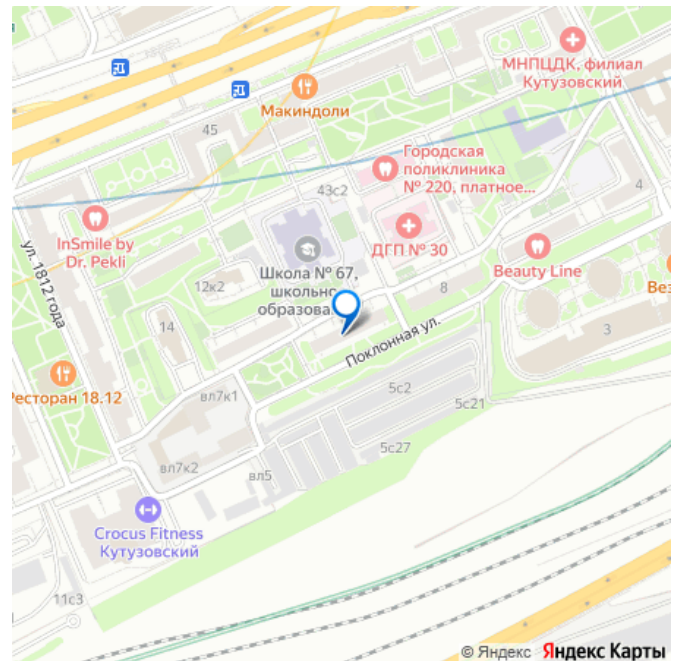 МНПЦДК, филиал
Кутузовский
Макиндоли
45
Городская
поликлиника
№ 220, платное...
43с2
4
InSmile by
Dr. Pekli
ул. 1812 года
ДГП № 30
Школа № 67,
школьно
образова
Beauty Line
12к2
8
Вез
14
3
Поклонная ул.
Ресторан 18.12
вл7к1
5с2
5с21
5с27
вл7к2
вл5
Crocus Fitness
Кутузовский
11с3
© Яндекс Яндекс Карты